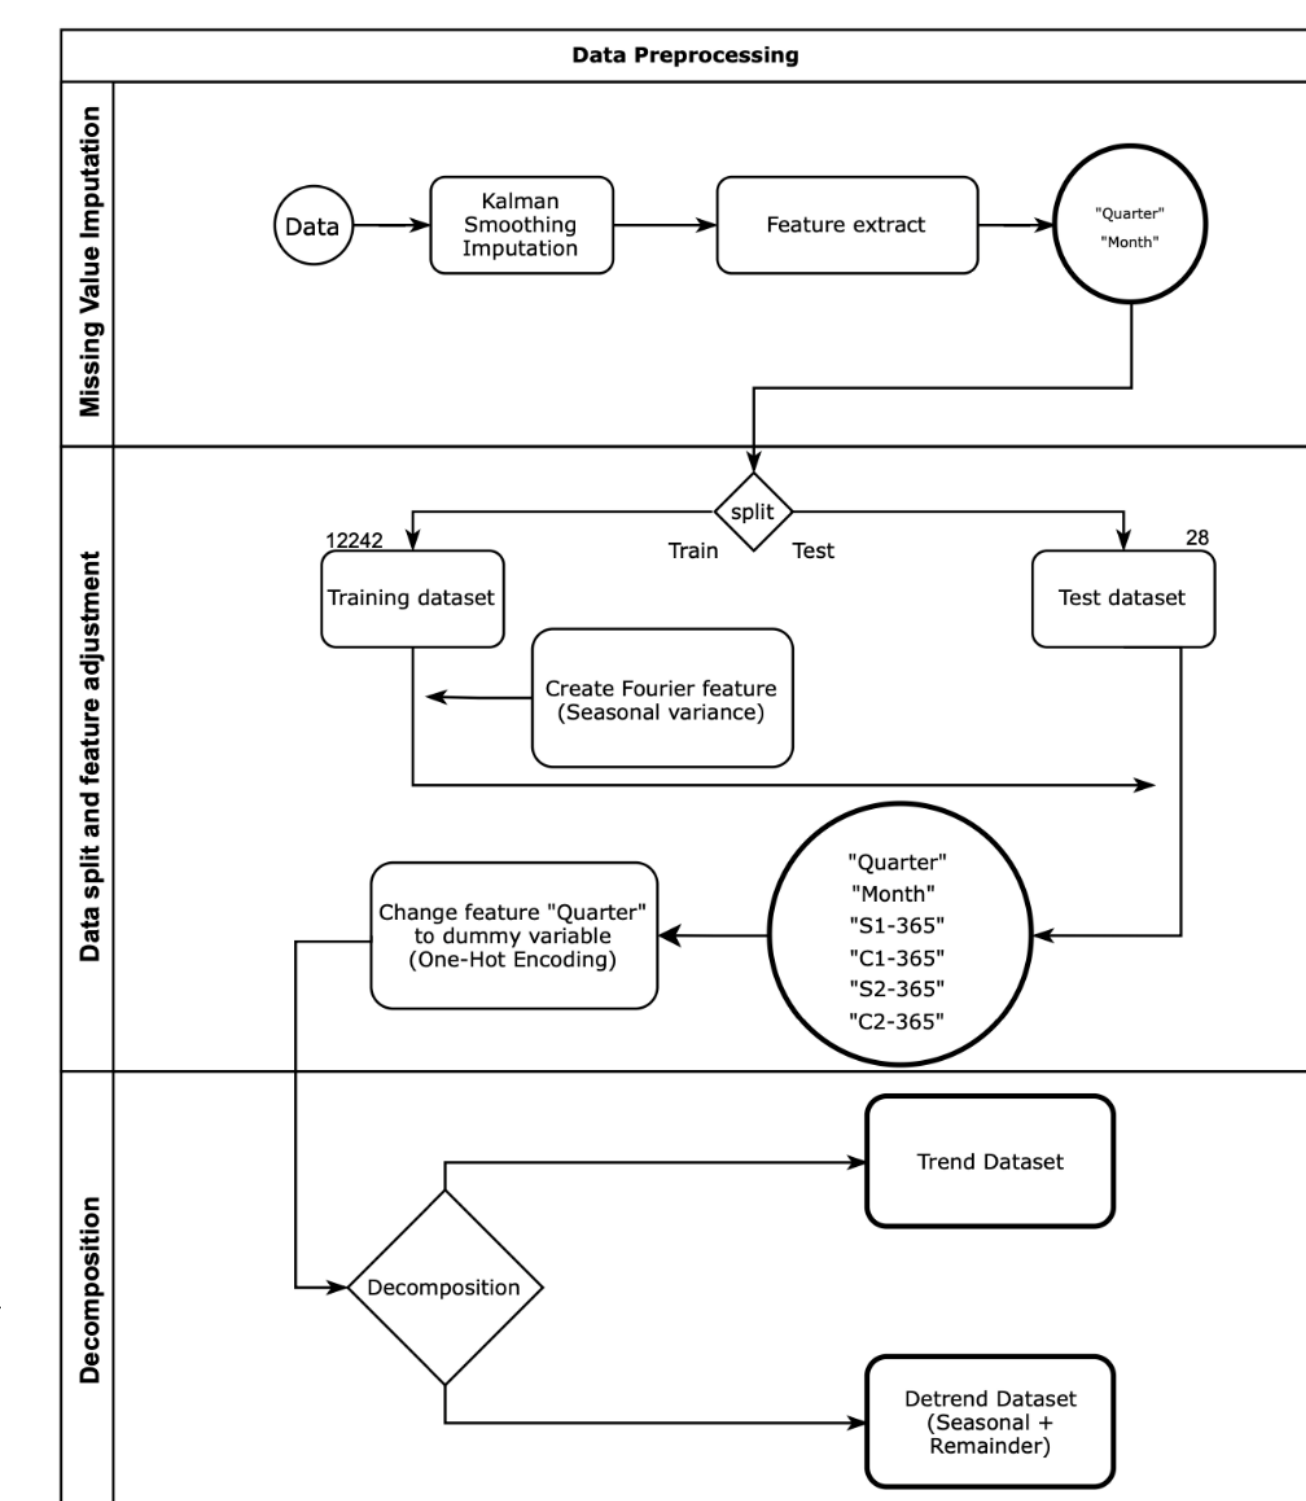 Data Preprocessing
Missing Value Imputation
Data
Kalman
Smoothing
Imputation
Feature extract
"Quarter"
"Month"
Data split and feature adjustment
split
Train
Test
12242
Training dataset
28
Test dataset
Create Fourier feature
(Seasonal variance)
Change feature "Quarter"
to dummy variable
(One-Hot Encoding)
"Quarter"
"Month"
"S1-365"
"C1-365"
"S2-365"
"C2-365"
Decomposition
Decomposition
Trend Dataset
Detrend Dataset
(Seasonal +
Remainder)